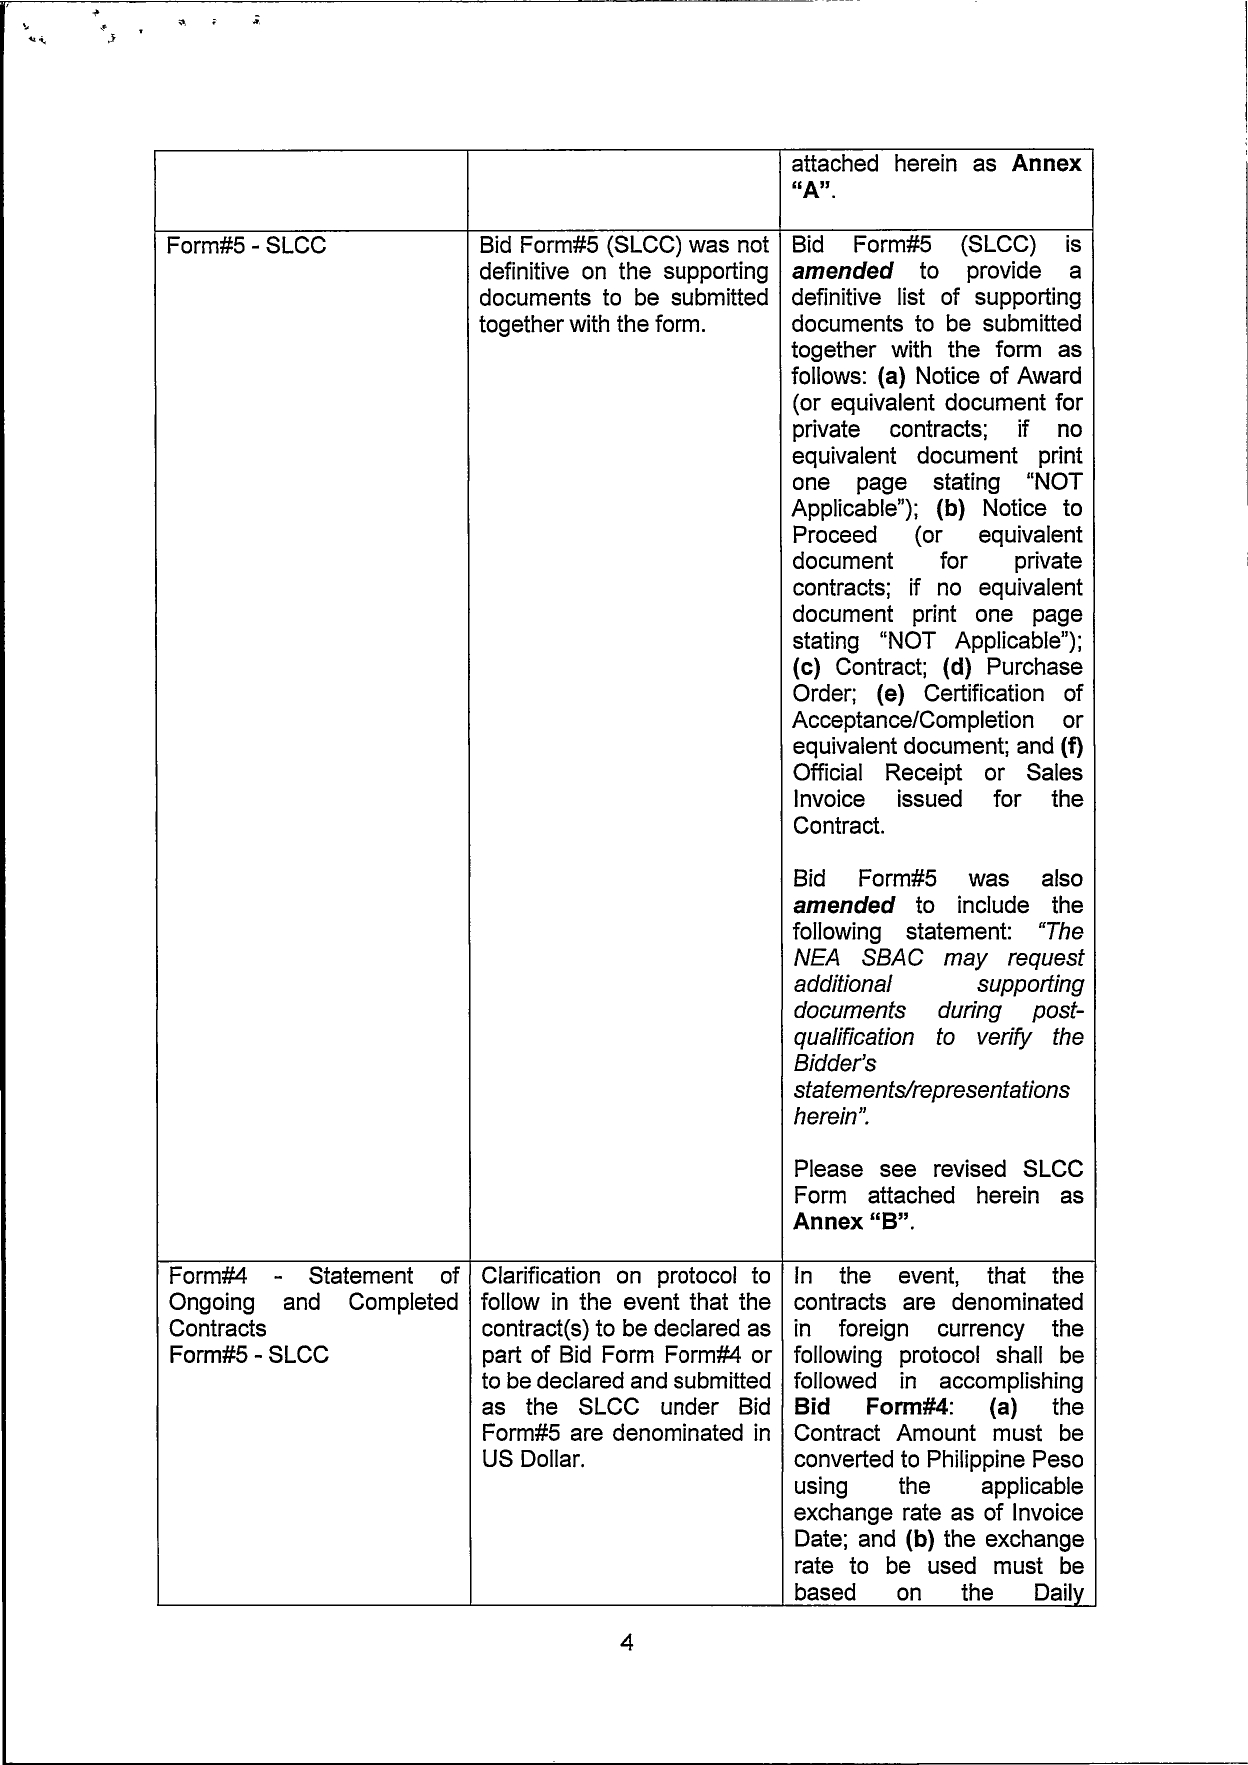 attached herein as Annex
“A”.
Form#5 - SLCC
Bid Form#5 (SLCC) was not
definitive on the supporting
documents to be submitted
together with the form.
Bid Form#5 (SLCC) is
amended to provide a
definitive list of supporting
documents to be submitted
together with the form as
follows: (a) Notice of Award
(or equivalent document for
private contracts; if no
equivalent document print
one page stating “NOT
Applicable”); (b) Notice to
Proceed (or equivalent
document for private
contracts; if no equivalent
document print one page
stating “NOT Applicable”);
(c) Contract; (d) Purchase
Order; (e) Certification of
Acceptance/Completion or
equivalent document; and (f)
Official Receipt or Sales
Invoice issued for the
Contract.
Bid Form#5 was also
amended to include the
following statement: “The
NEA SBAC may request
additional supporting
documents during post-
qualification to verify the
Bidder's
statements/representations
herein”.
Please see revised SLCC
Form attached herein as
Annex “B”.
Form#4 - Statement of
Ongoing and Completed
Contracts
Form#5 - SLCC
Clarification on protocol to
follow in the event that the
contract(s) to be declared as
part of Bid Form Form#4 or
to be declared and submitted
as the SLCC under Bid
Form#5 are denominated in
US Dollar.
In the event, that the
contracts are denominated
in foreign currency the
following protocol shall be
followed in accomplishing
Bid Form#4: (a) the
Contract Amount must be
converted to Philippine Peso
using the applicable
exchange rate as of Invoice
Date; and (b) the exchange
rate to be used must be
based on the Daily
4